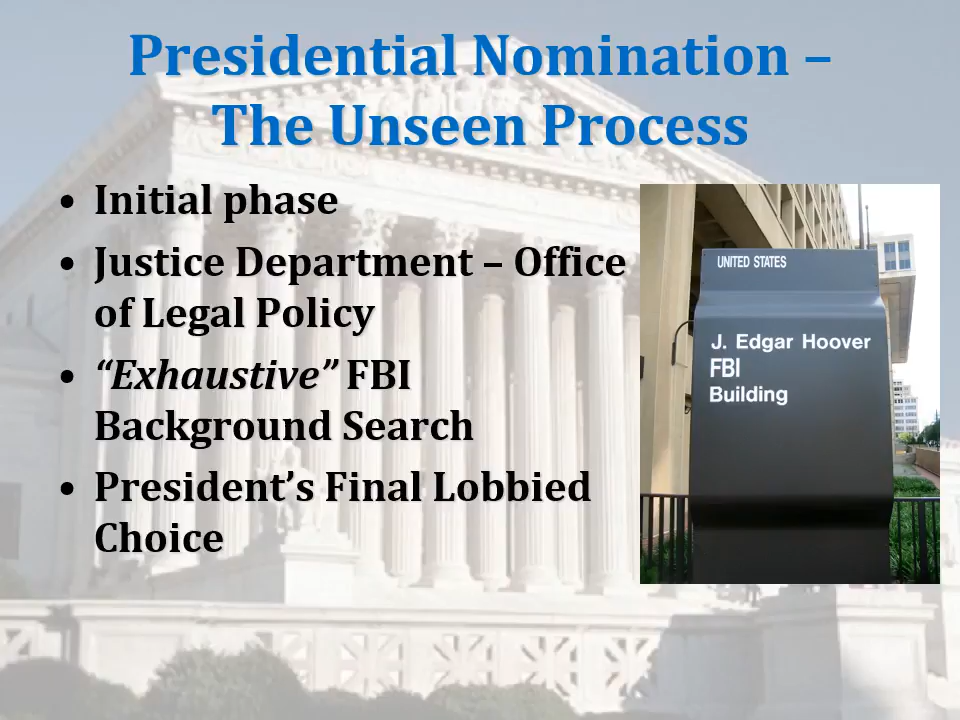 Presidential Nomination –
The Unseen Process
• Initial phase
• Justice Department – Office
of Legal Policy
• “Exhaustive” FBI
Background Search
• President’s Final Lobbied
Choice
UNITED STATES
J. Edgar Hoover
FBI
Building